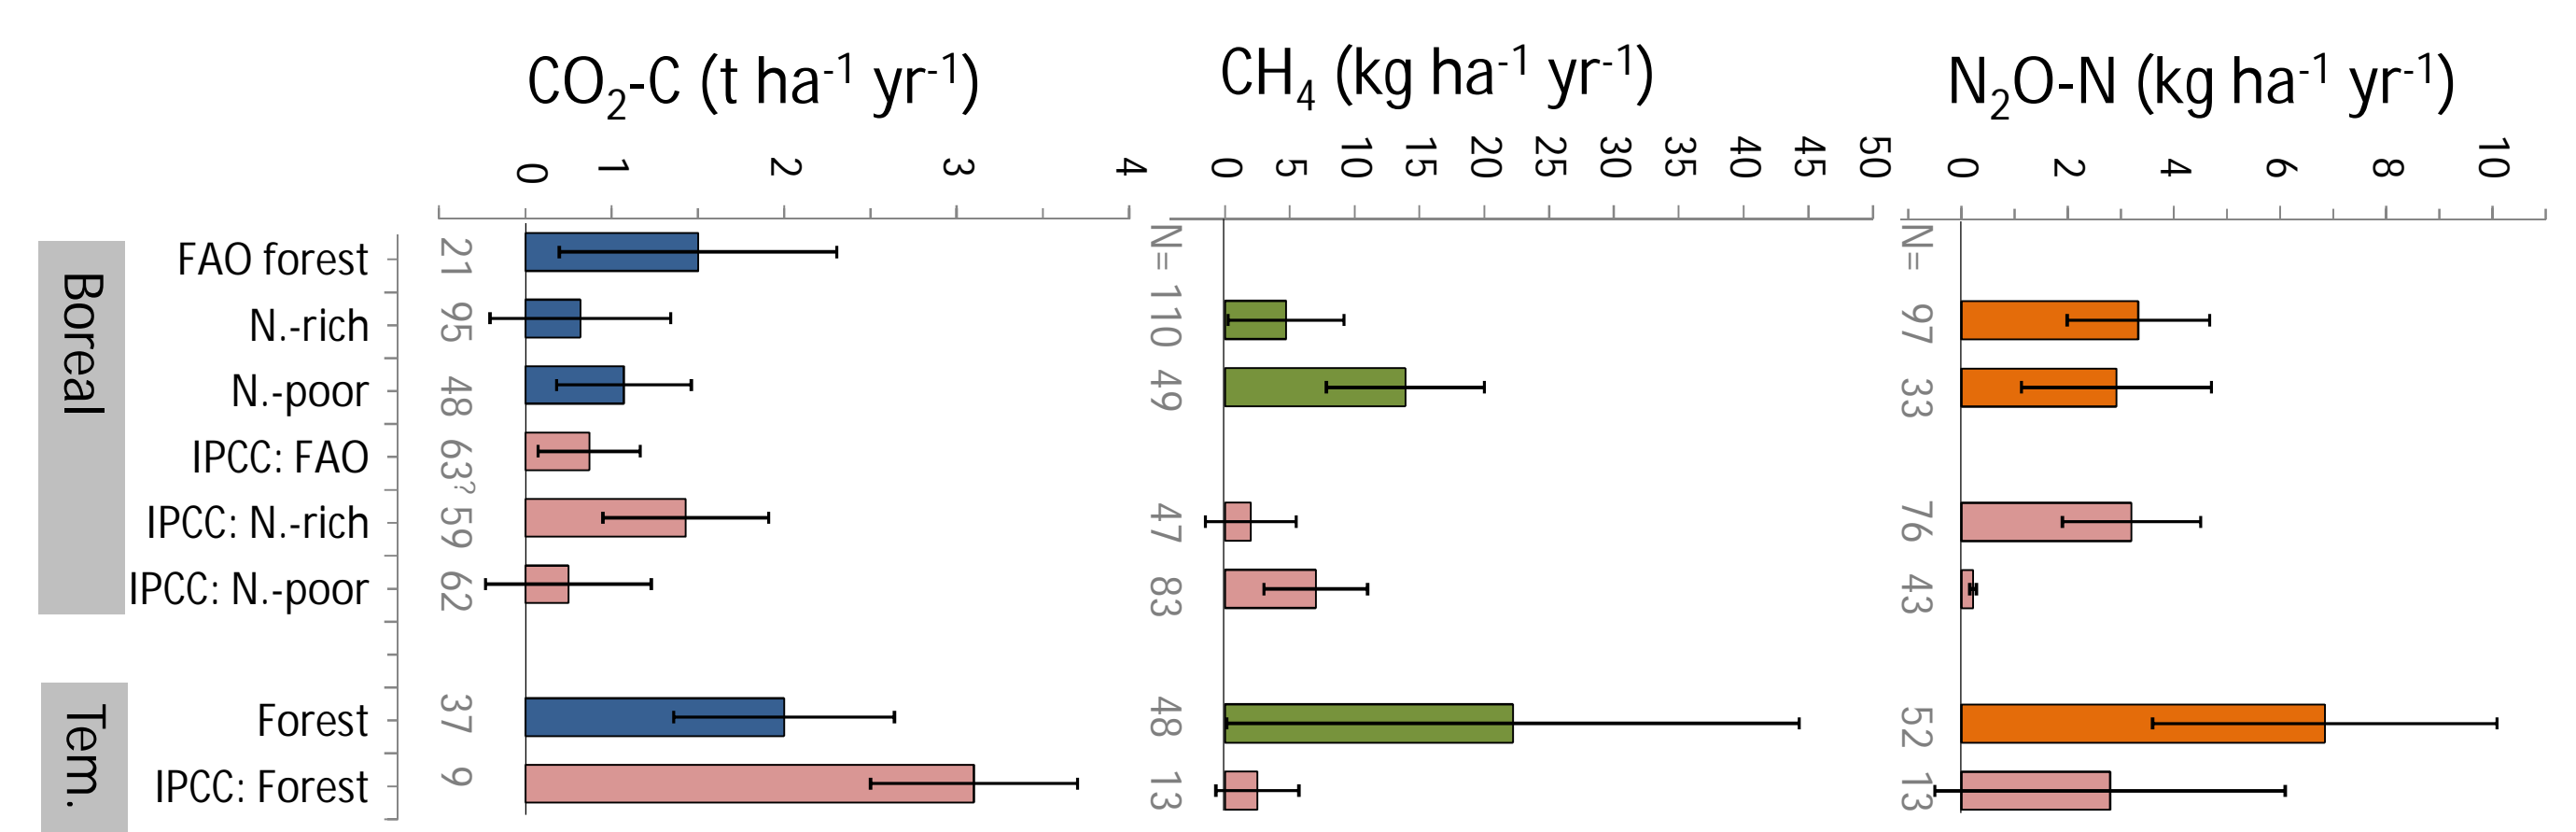 CO₂-C (t ha⁻¹ yr⁻¹)
CH₄ (kg ha⁻¹ yr⁻¹)
N₂O-N (kg ha⁻¹ yr⁻¹)
0 1 2 3 4
0 5 10 15 20 25 30 35 40 45 50
0 2 4 6 8 10
N=
N=
Boreal
FAO forest 21
N.-rich 95 110 97
N.-poor 48 49 33
IPCC: FAO 63?
IPCC: N.-rich 59 47 76
IPCC: N.-poor 62 83 43
Tem.
Forest 37 48 52
IPCC: Forest 9 13 13